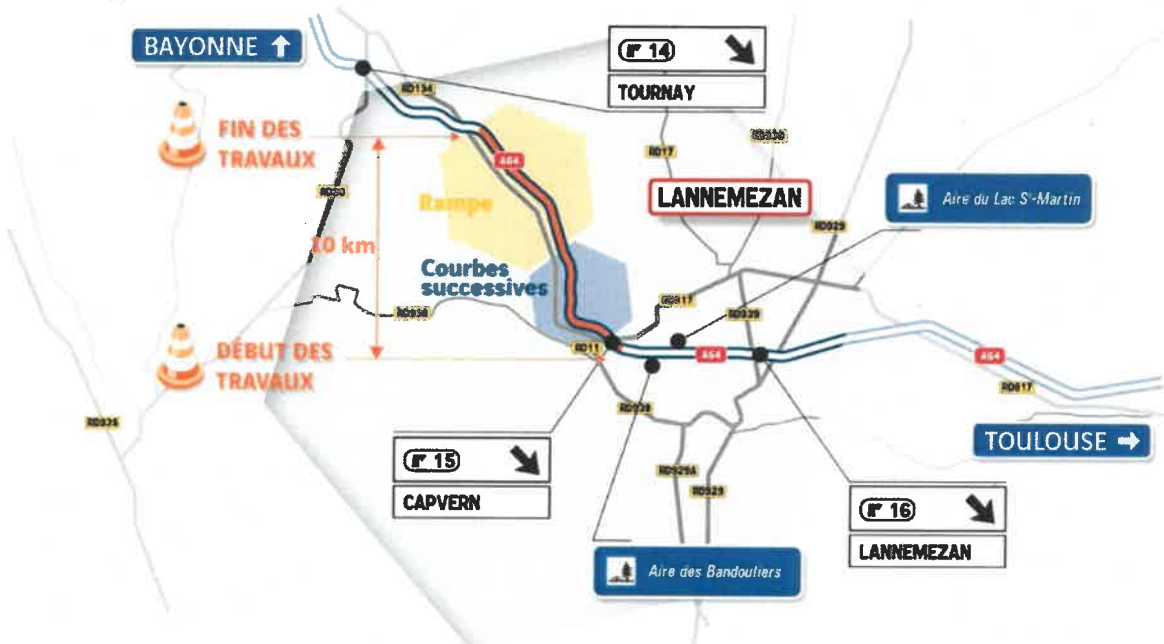 BAYONNE ↑
14
TOURNAY
RD134
FIN DES
TRAVAUX
A64
RD17
LANNEMEZAN
Aire du Lac St-Martin
Rampe
RD929
10 km
Courbes
successives
RD938
RD817
RD939
RD11
A64
A64
DÉBUT DES
TRAVAUX
RD817
RD938
TOULOUSE →
15
CAPVERN
RD929A
RD929
16
LANNEMEZAN
Aire des Bandouliers